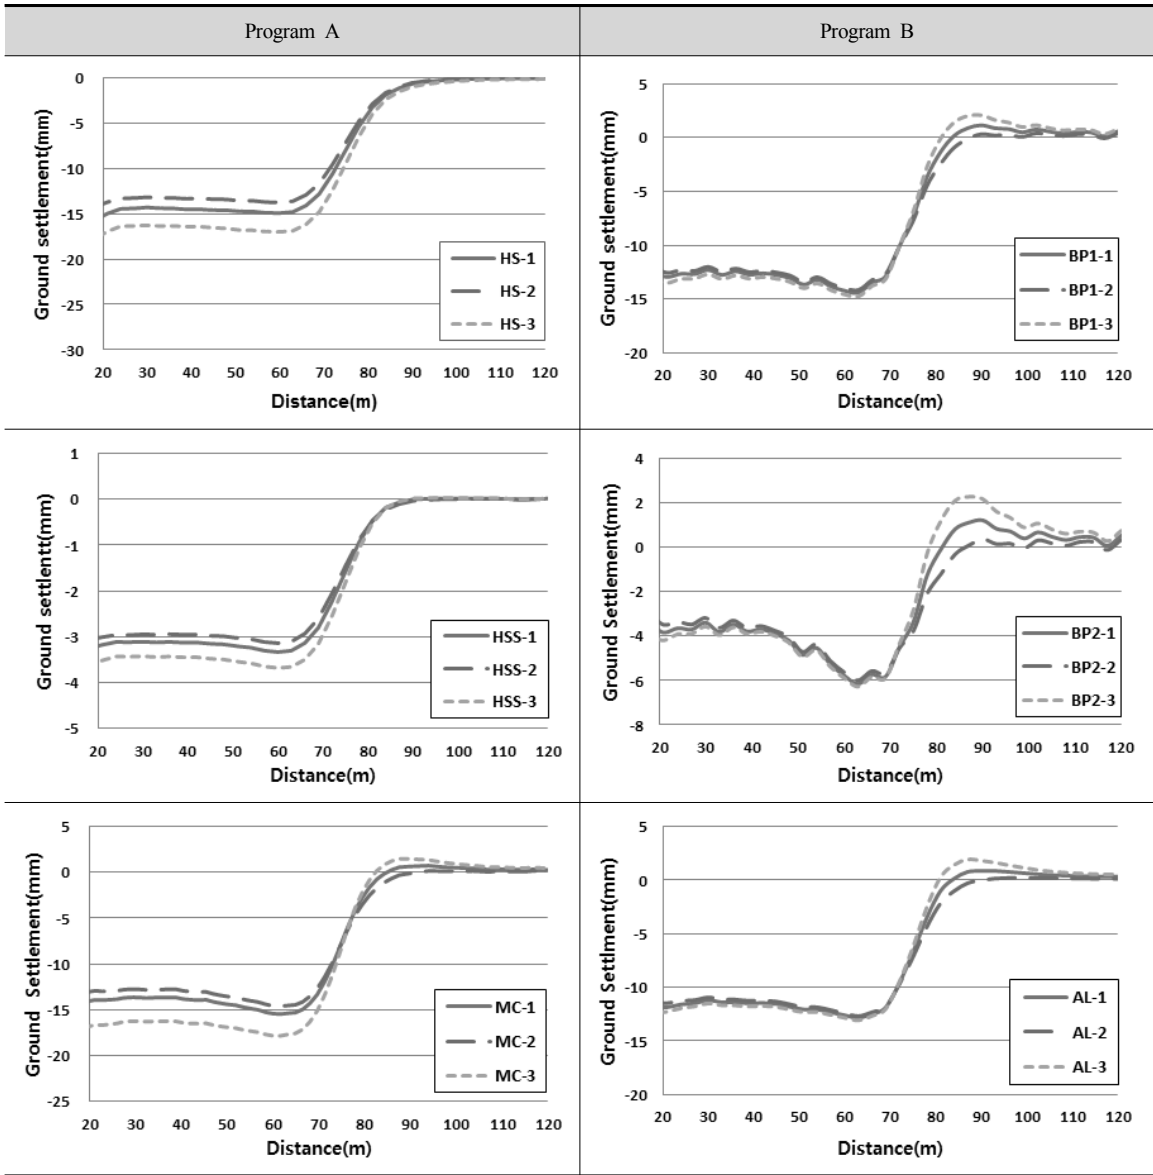 Program A
Program B
Ground settlement(mm)
0
-5
-10
-15
-20
-25
-30
HS-1
HS-2
HS-3
20 30 40 50 60 70 80 90 100 110 120
Distance(m)
Ground settlement(mm)
5
0
-5
-10
-15
-20
BP1-1
BP1-2
BP1-3
20 30 40 50 60 70 80 90 100 110 120
Distance(m)
Ground settlentt(mm)
1
0
-1
-2
-3
-4
-5
HSS-1
HSS-2
HSS-3
20 30 40 50 60 70 80 90 100 110 120
Distance(m)
Ground Settlement(mm)
4
2
0
-2
-4
-6
-8
BP2-1
BP2-2
BP2-3
20 30 40 50 60 70 80 90 100 110 120
Distance(m)
Ground Settlement(mm)
5
0
-5
-10
-15
-20
-25
MC-1
MC-2
MC-3
20 30 40 50 60 70 80 90 100 110 120
Distance(m)
Ground Settlment(mm)
5
0
-5
-10
-15
-20
AL-1
AL-2
AL-3
20 30 40 50 60 70 80 90 100 110 120
Distance(m)